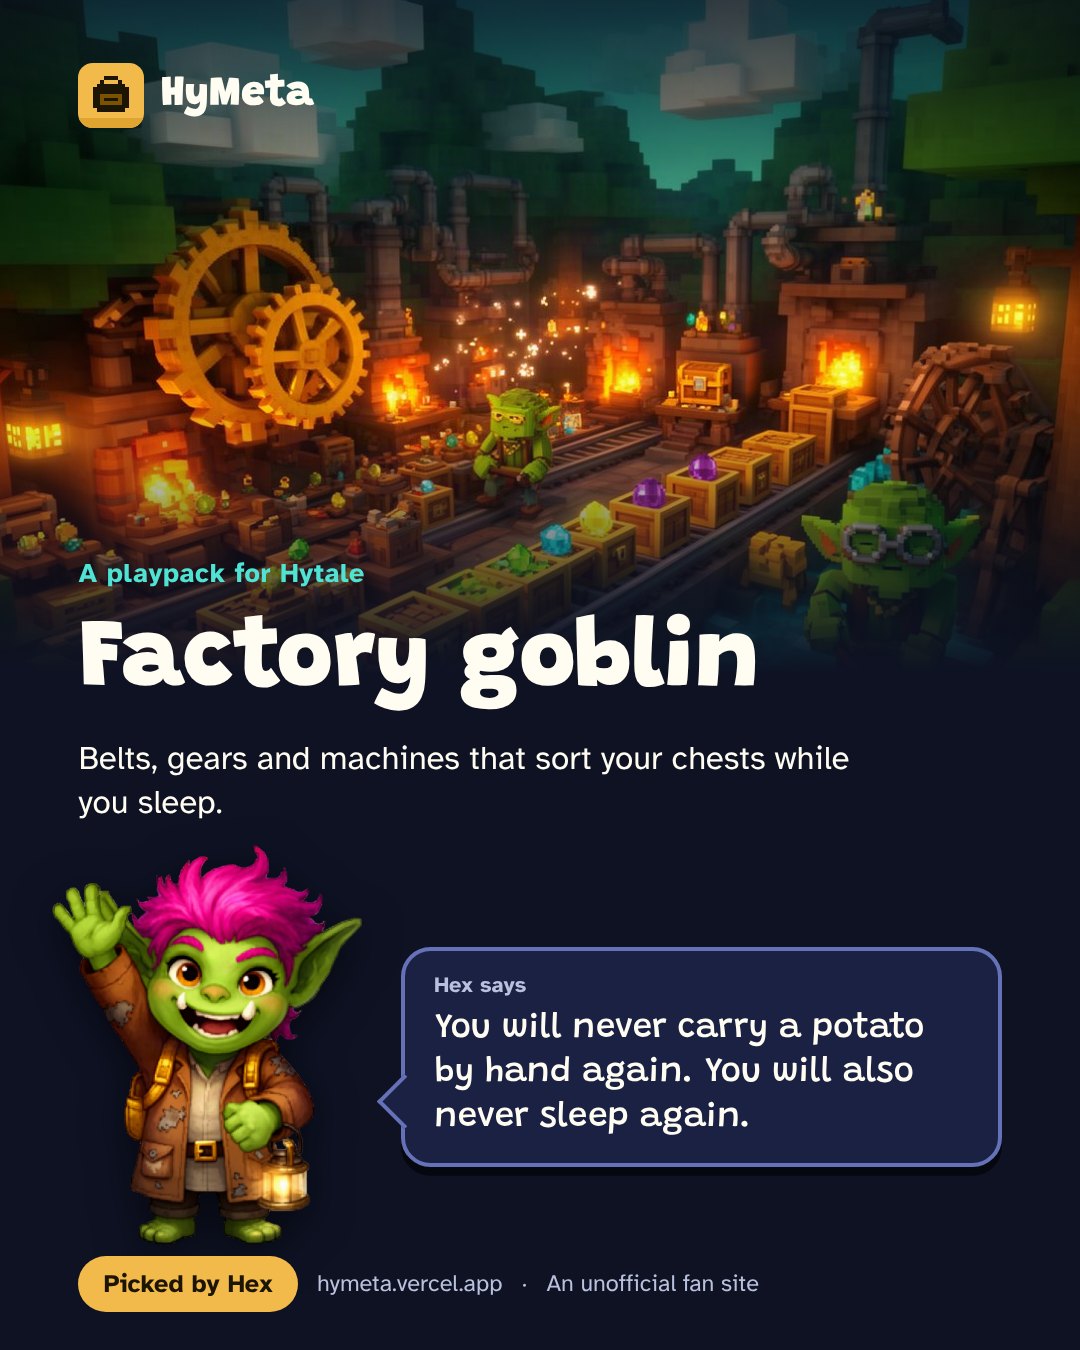 HyMeta
A playpack for Hytale
Factory goblin
Belts, gears and machines that sort your chests while
you sleep.
Hex says
You will never carry a potato
by hand again. You will also
never sleep again.
Picked by Hex
hymeta.vercel.app · An unofficial fan site